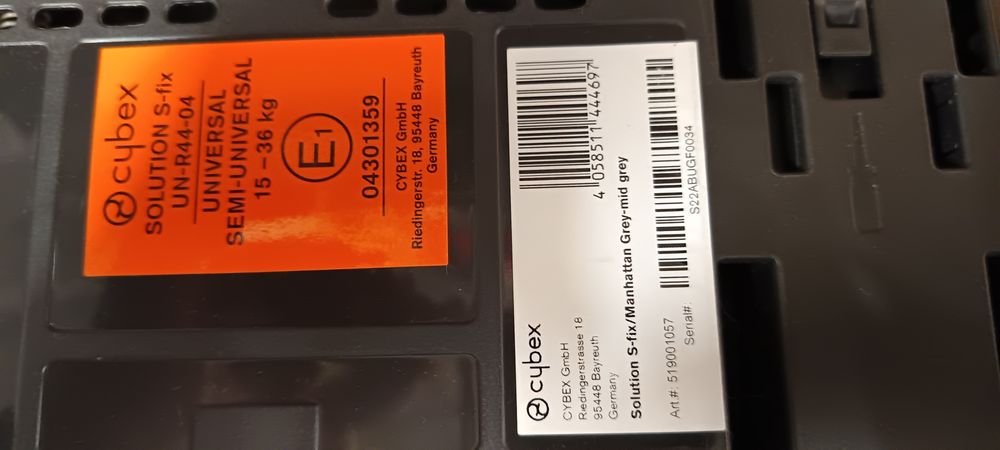 cybex
SOLUTION S-fix
UN-R44-04
UNIVERSAL
SEMI-UNIVERSAL
15 – 36 kg
E1
04301359
CYBEX GmbH
Riedingerstr. 18, 95448 Bayreuth
Germany
cybex
CYBEX GmbH
Riedingerstrasse 18
95448 Bayreuth
Germany
4 058511 444697
Solution S-fix/Manhattan Grey-mid grey
Art #: 519001057
Serial#:
S22ABUGF0034